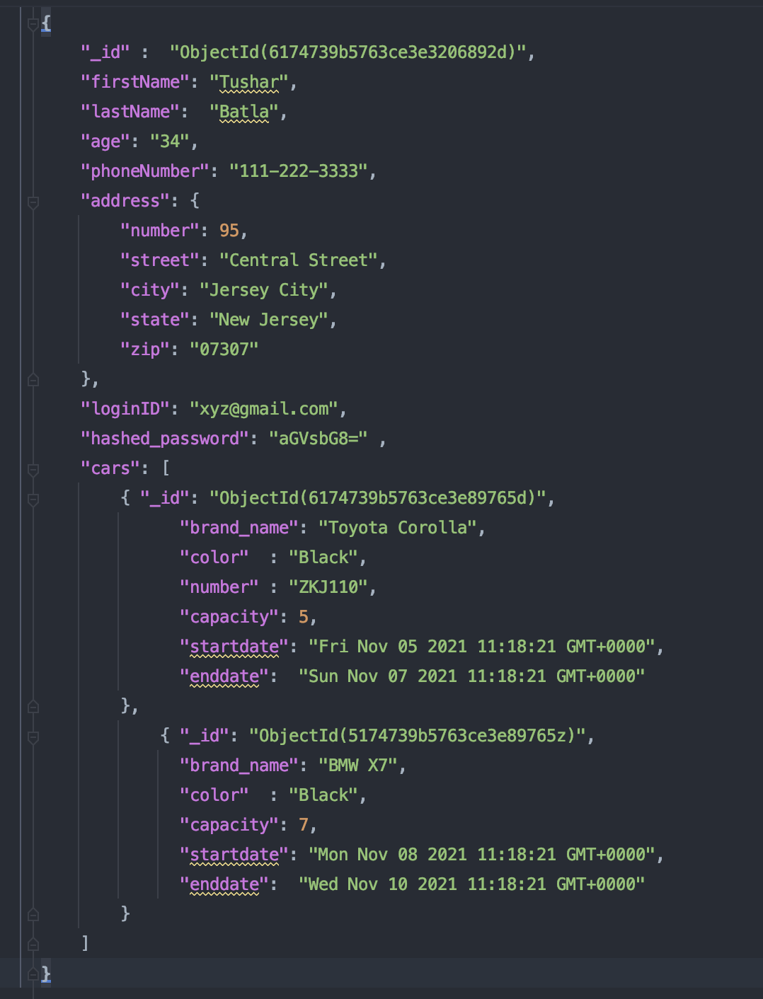 {
"_id" :  "ObjectId(6174739b5763ce3e3206892d)",
"firstName": "Tushar",
"lastName":  "Batla",
"age": "34",
"phoneNumber": "111-222-3333",
"address": {
"number": 95,
"street": "Central Street",
"city": "Jersey City",
"state": "New Jersey",
"zip": "07307"
},
"loginID": "xyz@gmail.com",
"hashed_password": "aGVsbG8=" ,
"cars": [
{ "_id": "ObjectId(6174739b5763ce3e89765d)",
"brand_name": "Toyota Corolla",
"color"  : "Black",
"number" : "ZKJ110",
"capacity": 5,
"startdate": "Fri Nov 05 2021 11:18:21 GMT+0000",
"enddate":  "Sun Nov 07 2021 11:18:21 GMT+0000"
},
{ "_id": "ObjectId(5174739b5763ce3e89765z)",
"brand_name": "BMW X7",
"color"  : "Black",
"capacity": 7,
"startdate": "Mon Nov 08 2021 11:18:21 GMT+0000",
"enddate":  "Wed Nov 10 2021 11:18:21 GMT+0000"
}
]
}